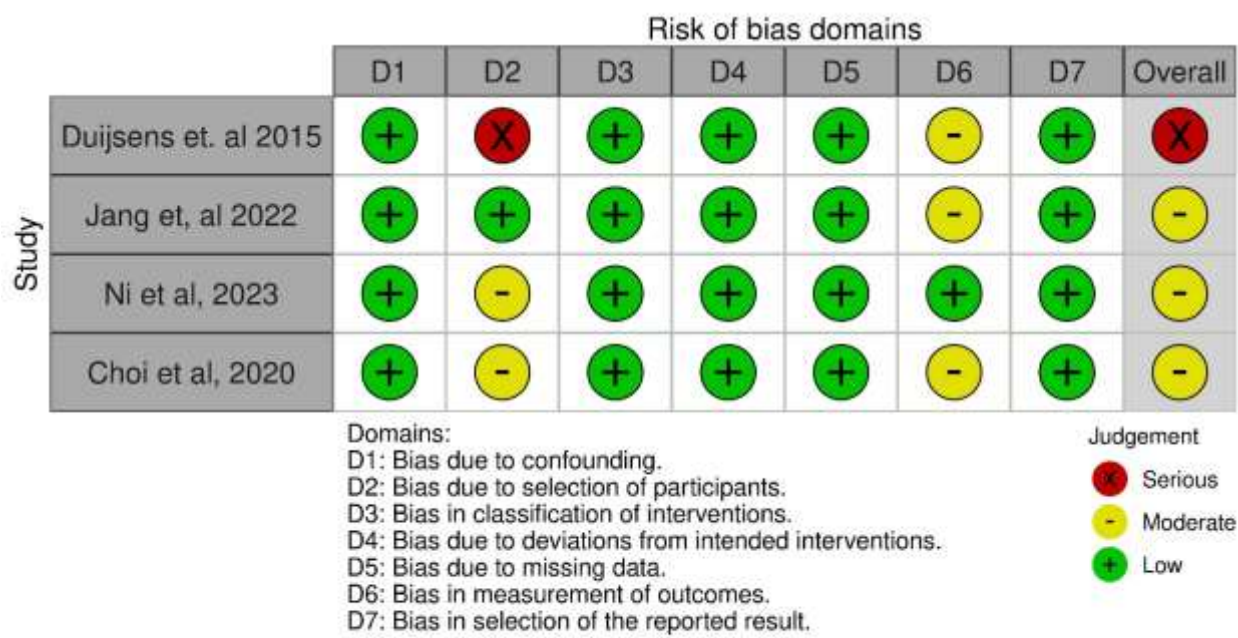 Risk of bias domains
D1 D2 D3 D4 D5 D6 D7 Overall
Study
Duijsens et. al 2015 + X + + + - + X
Jang et, al 2022 + + + + + - + -
Ni et al, 2023 + - + + + + + -
Choi et al, 2020 + - + + + - + -
Domains:
D1: Bias due to confounding.
D2: Bias due to selection of participants.
D3: Bias in classification of interventions.
D4: Bias due to deviations from intended interventions.
D5: Bias due to missing data.
D6: Bias in measurement of outcomes.
D7: Bias in selection of the reported result.
Judgement
X Serious
- Moderate
+ Low